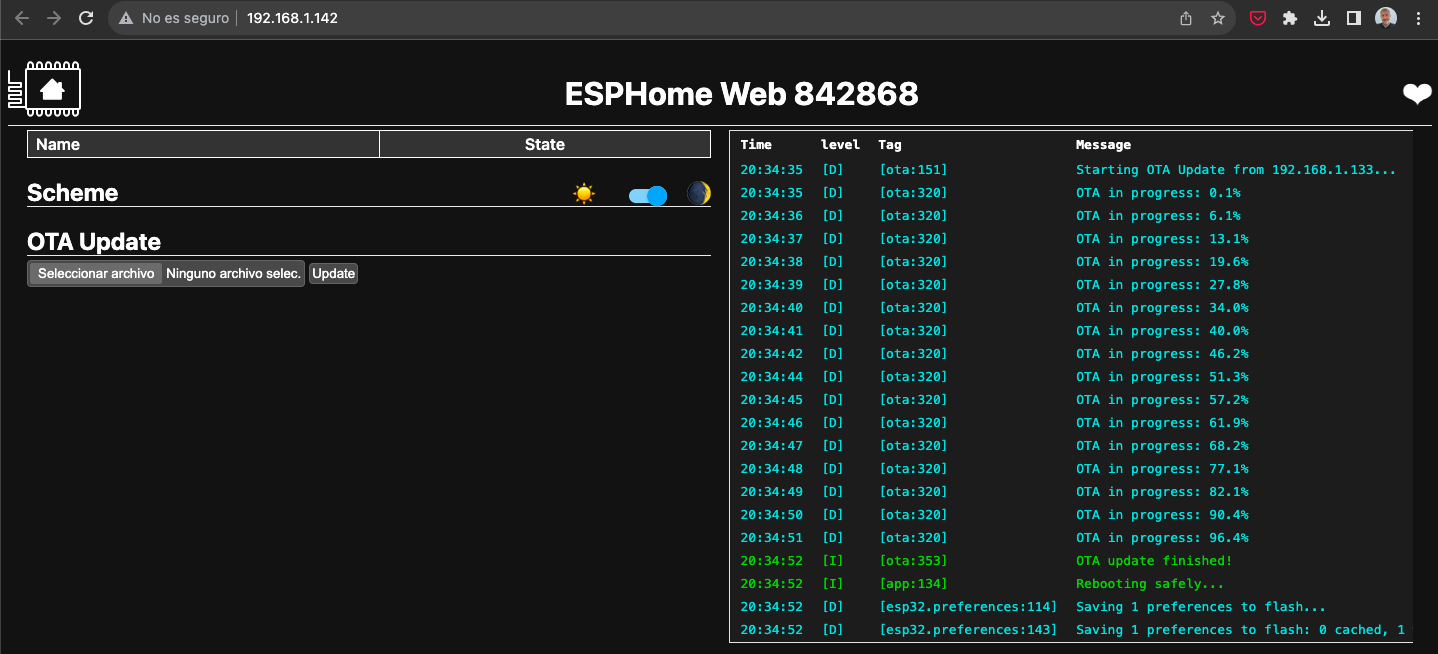 No es seguro 192.168.1.142
ESPHome Web 842868
Name State
Scheme
OTA Update
Seleccionar archivo Ninguno archivo selec. Update
Time level Tag Message
20:34:35 [D] [ota:151] Starting OTA Update from 192.168.1.133...
20:34:35 [D] [ota:320] OTA in progress: 0.1%
20:34:36 [D] [ota:320] OTA in progress: 6.1%
20:34:37 [D] [ota:320] OTA in progress: 13.1%
20:34:38 [D] [ota:320] OTA in progress: 19.6%
20:34:39 [D] [ota:320] OTA in progress: 27.8%
20:34:40 [D] [ota:320] OTA in progress: 34.0%
20:34:41 [D] [ota:320] OTA in progress: 40.0%
20:34:42 [D] [ota:320] OTA in progress: 46.2%
20:34:44 [D] [ota:320] OTA in progress: 51.3%
20:34:45 [D] [ota:320] OTA in progress: 57.2%
20:34:46 [D] [ota:320] OTA in progress: 61.9%
20:34:47 [D] [ota:320] OTA in progress: 68.2%
20:34:48 [D] [ota:320] OTA in progress: 77.1%
20:34:49 [D] [ota:320] OTA in progress: 82.1%
20:34:50 [D] [ota:320] OTA in progress: 90.4%
20:34:51 [D] [ota:320] OTA in progress: 96.4%
20:34:52 [I] [ota:353] OTA update finished!
20:34:52 [I] [app:134] Rebooting safely...
20:34:52 [D] [esp32.preferences:114] Saving 1 preferences to flash...
20:34:52 [D] [esp32.preferences:143] Saving 1 preferences to flash: 0 cached, 1